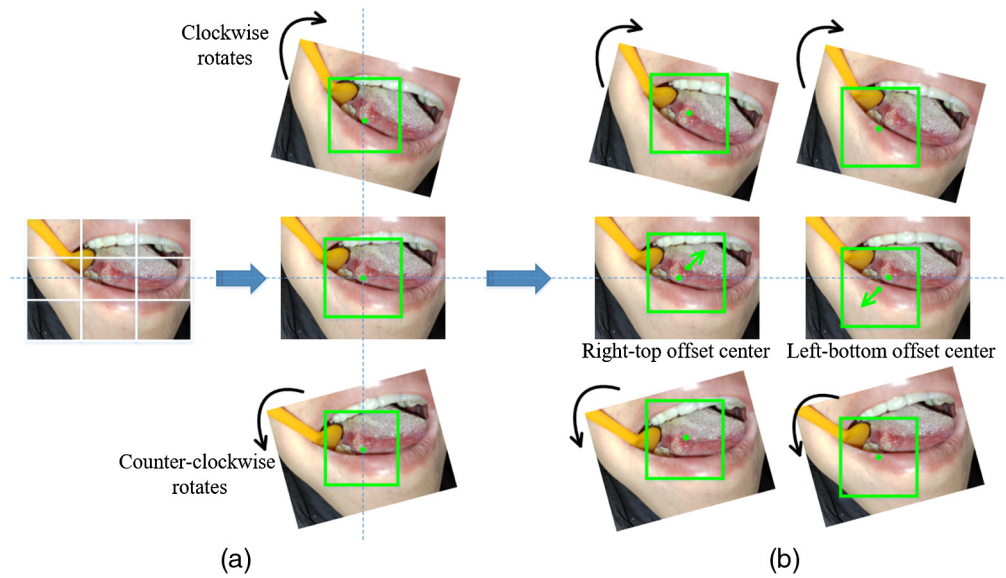 Clockwise
rotates
Right-top offset center
Left-bottom offset center
Counter-clockwise
rotates
(a)
(b)